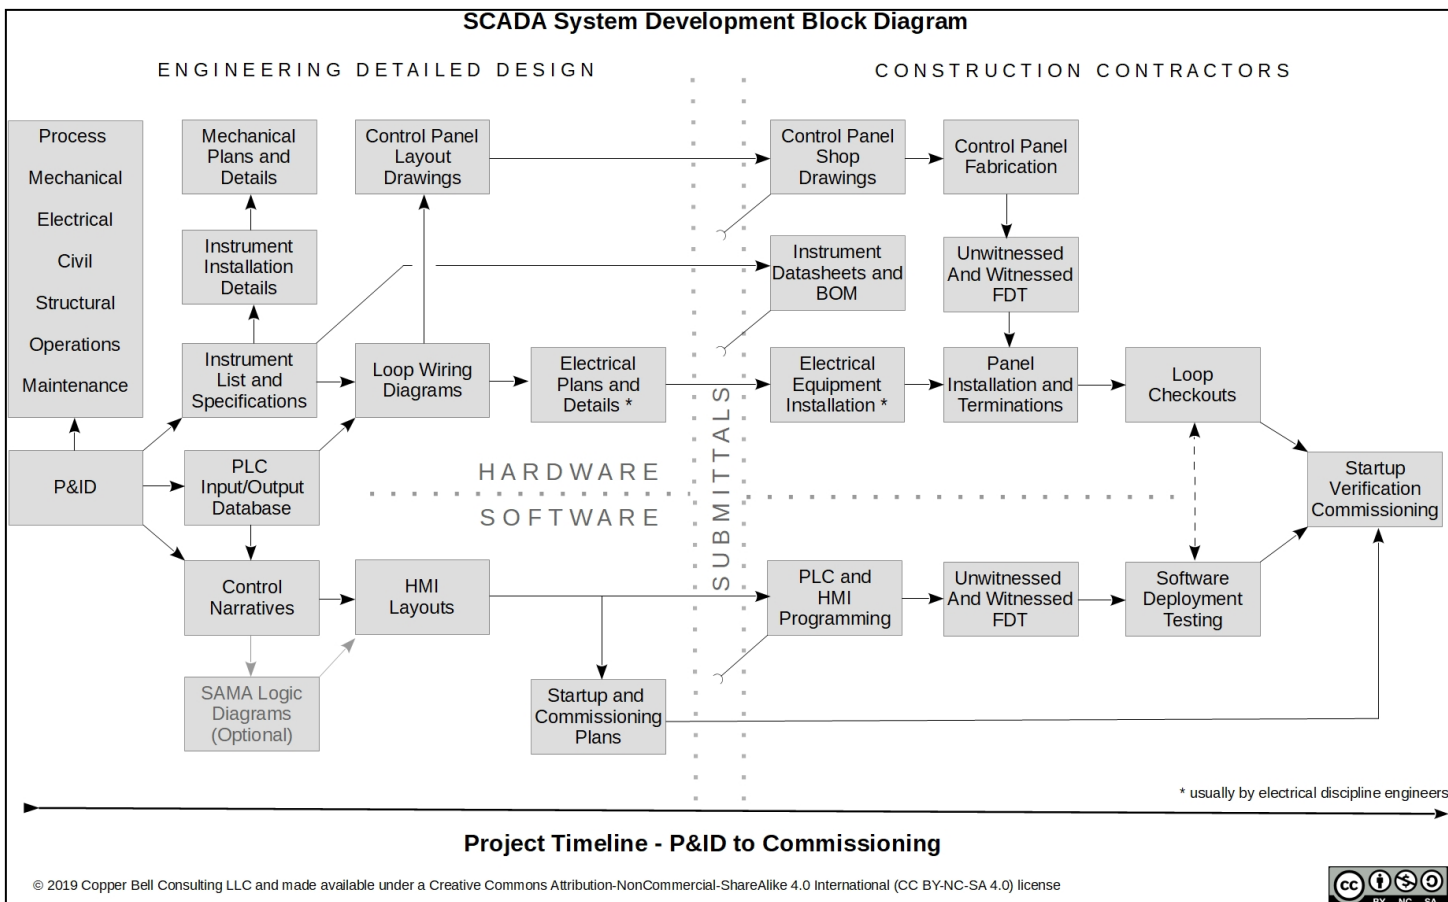 SCADA System Development Block Diagram
ENGINEERING DETAILED DESIGN
CONSTRUCTION CONTRACTORS
Process
Mechanical
Electrical
Civil
Structural
Operations
Maintenance
Mechanical
Plans and
Details
Control Panel
Layout
Drawings
Control Panel
Shop
Drawings
Control Panel
Fabrication
Instrument
Installation
Details
Instrument
Datasheets and
BOM
Unwitnessed
And Witnessed
FDT
Instrument
List and
Specifications
Loop Wiring
Diagrams
Electrical
Plans and
Details *
Electrical
Equipment
Installation *
Panel
Installation and
Terminations
Loop
Checkouts
P&ID
PLC
Input/Output
Database
HARDWARE
SOFTWARE
SUBMITTALS
Startup
Verification
Commissioning
Control
Narratives
HMI
Layouts
PLC and
HMI
Programming
Unwitnessed
And Witnessed
FDT
Software
Deployment
Testing
SAMA Logic
Diagrams
(Optional)
Startup and
Commissioning
Plans
* usually by electrical discipline engineers
Project Timeline - P&ID to Commissioning
© 2019 Copper Bell Consulting LLC and made available under a Creative Commons Attribution-NonCommercial-ShareAlike 4.0 International (CC BY-NC-SA 4.0) license
cc
BY NC SA